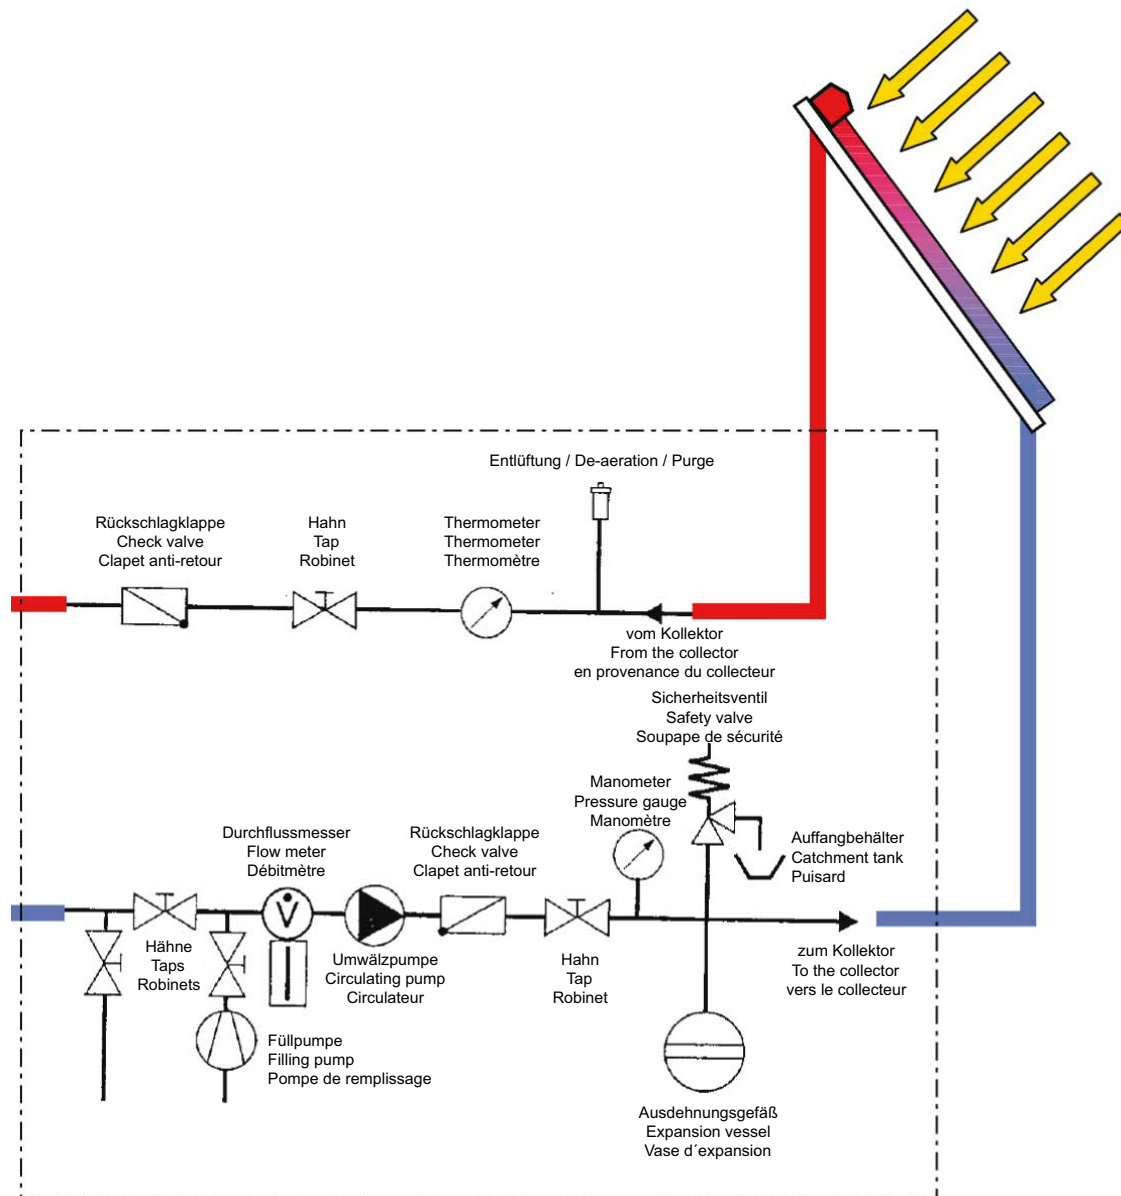 Entlüftung / De-aeration / Purge
Rückschlagklappe
Check valve
Clapet anti-retour
Hahn
Tap
Robinet
Thermometer
Thermometer
Thermomètre
vom Kollektor
From the collector
en provenance du collecteur
Sicherheitsventil
Safety valve
Soupape de sécurité
Manometer
Pressure gauge
Manomètre
Auffangbehälter
Catchment tank
Puisard
Durchflussmesser
Flow meter
Débitmètre
Rückschlagklappe
Check valve
Clapet anti-retour
V
Hähne
Taps
Robinets
Umwälzpumpe
Circulating pump
Circulateur
Hahn
Tap
Robinet
zum Kollektor
To the collector
vers le collecteur
Füllpumpe
Filling pump
Pompe de remplissage
Ausdehnungsgefäß
Expansion vessel
Vase d´expansion